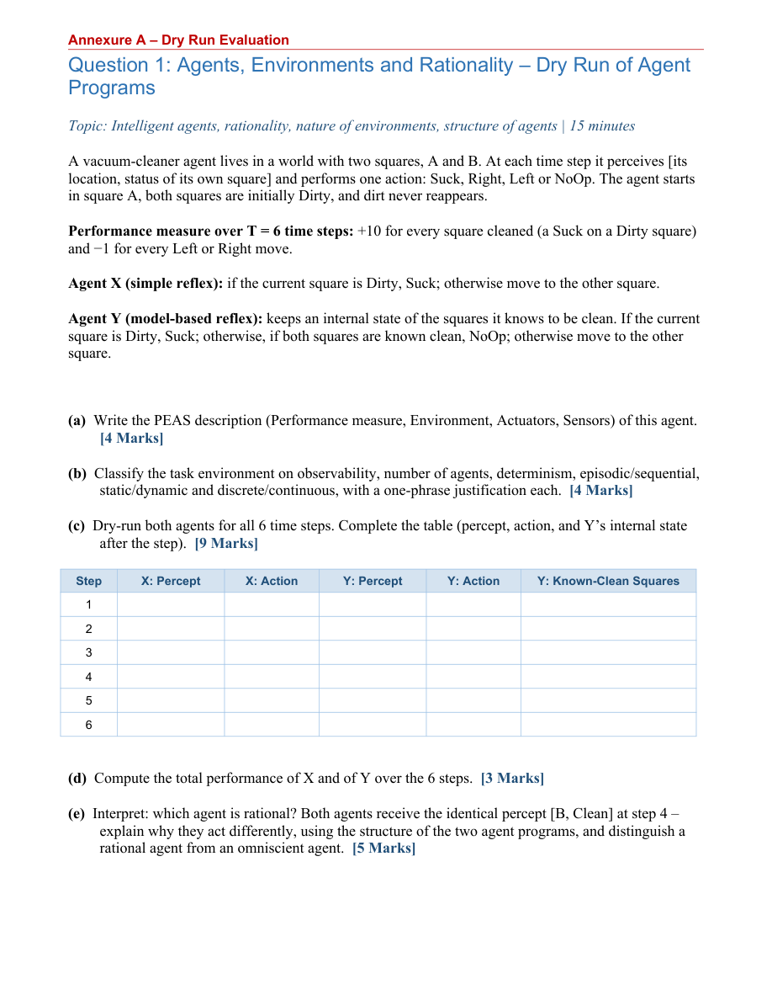 Annexure A – Dry Run Evaluation
Question 1: Agents, Environments and Rationality – Dry Run of Agent
Programs
Topic: Intelligent agents, rationality, nature of environments, structure of agents | 15 minutes
A vacuum-cleaner agent lives in a world with two squares, A and B. At each time step it perceives [its
location, status of its own square] and performs one action: Suck, Right, Left or NoOp. The agent starts
in square A, both squares are initially Dirty, and dirt never reappears.
Performance measure over T = 6 time steps: +10 for every square cleaned (a Suck on a Dirty square)
and −1 for every Left or Right move.
Agent X (simple reflex): if the current square is Dirty, Suck; otherwise move to the other square.
Agent Y (model-based reflex): keeps an internal state of the squares it knows to be clean. If the current
square is Dirty, Suck; otherwise, if both squares are known clean, NoOp; otherwise move to the other
square.
(a) Write the PEAS description (Performance measure, Environment, Actuators, Sensors) of this agent.
[4 Marks]
(b) Classify the task environment on observability, number of agents, determinism, episodic/sequential,
static/dynamic and discrete/continuous, with a one-phrase justification each. [4 Marks]
(c) Dry-run both agents for all 6 time steps. Complete the table (percept, action, and Y’s internal state
after the step). [9 Marks]
Step X: Percept X: Action Y: Percept Y: Action Y: Known-Clean Squares
1
2
3
4
5
6
(d) Compute the total performance of X and of Y over the 6 steps. [3 Marks]
(e) Interpret: which agent is rational? Both agents receive the identical percept [B, Clean] at step 4 –
explain why they act differently, using the structure of the two agent programs, and distinguish a
rational agent from an omniscient agent. [5 Marks]